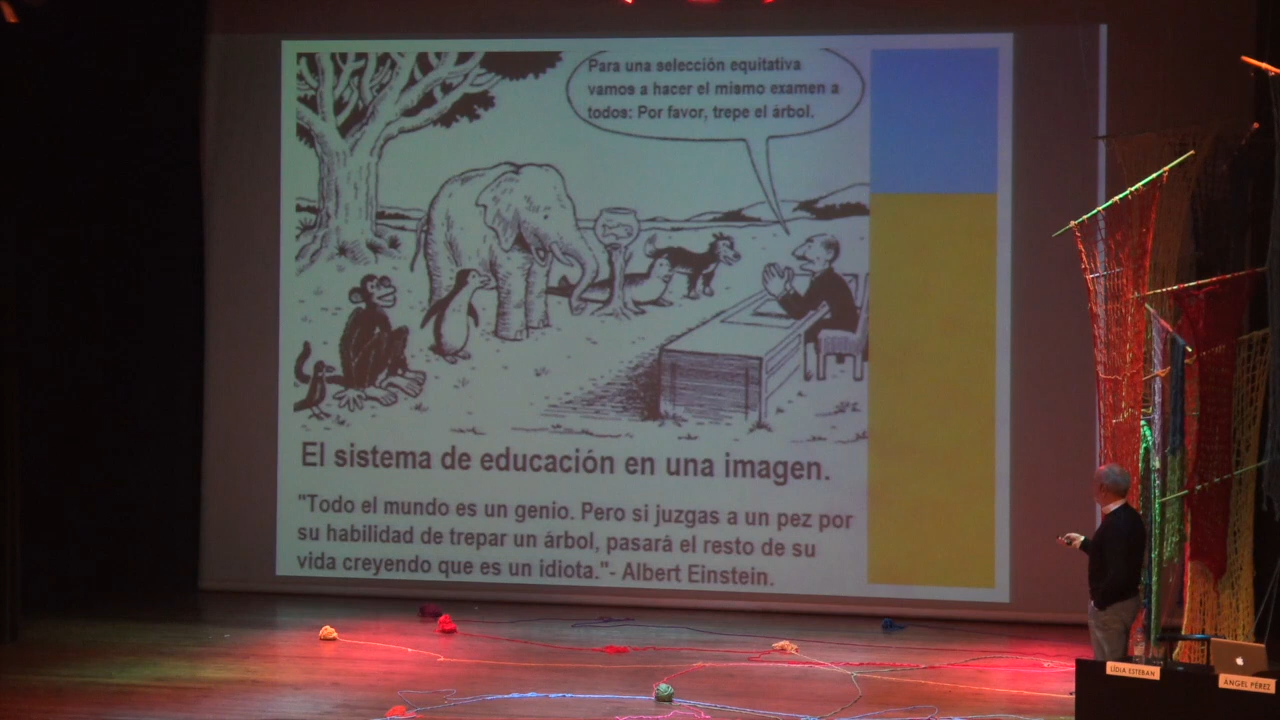 Para una selección equitativa
vamos a hacer el mismo examen a
todos: Por favor, trepe el árbol.
El sistema de educación en una imagen.
"Todo el mundo es un genio. Pero si juzgas a un pez por
su habilidad de trepar un árbol, pasará el resto de su
vida creyendo que es un idiota."- Albert Einstein.
LÍDIA ESTEBAN
ÀNGEL PÉREZ